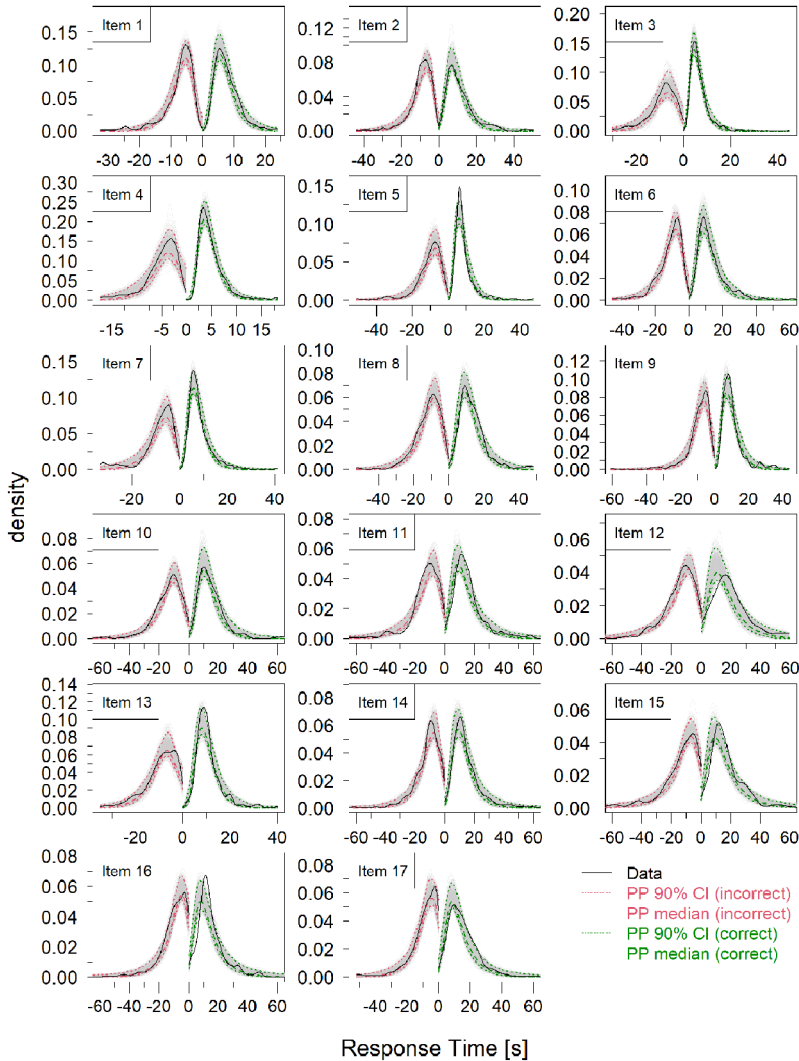 Item 1
0.15
0.10
0.05
0.00
-30 -20 -10 0 10 20
Item 2
0.12
0.08
0.04
0.00
-40 -20 0 20 40
Item 3
0.20
0.15
0.10
0.05
0.00
-20 0 20 40
Item 4
0.30
0.25
0.20
0.15
0.10
0.05
0.00
-15 -5 0 5 10 15
Item 5
0.15
0.10
0.05
0.00
-40 -20 0 20 40
Item 6
0.10
0.08
0.06
0.04
0.02
0.00
-40 -20 0 20 40 60
Item 7
0.15
0.10
0.05
0.00
-20 0 20 40
Item 8
0.10
0.08
0.06
0.04
0.02
0.00
-40 -20 0 20 40
Item 9
0.12
0.10
0.08
0.06
0.04
0.02
0.00
-60 -40 -20 0 20 40
Item 10
0.08
0.06
0.04
0.02
0.00
-60 -40 -20 0 20 40 60
Item 11
0.08
0.06
0.04
0.02
0.00
-60 -40 -20 0 20 40 60
Item 12
0.06
0.04
0.02
0.00
-60 -40 -20 0 20 40 60
Item 13
0.14
0.12
0.10
0.08
0.06
0.04
0.02
0.00
-20 0 20 40
Item 14
0.08
0.06
0.04
0.02
0.00
-60 -40 -20 0 20 40 60
Item 15
0.06
0.04
0.02
0.00
-60 -40 -20 0 20 40 60
Item 16
0.08
0.06
0.04
0.02
0.00
-60 -40 -20 0 20 40 60
Item 17
0.08
0.06
0.04
0.02
0.00
-40 -20 0 20 40 60
Data
PP 90% CI (incorrect)
PP median (incorrect)
PP 90% CI (correct)
PP median (correct)
density
Response Time [s]